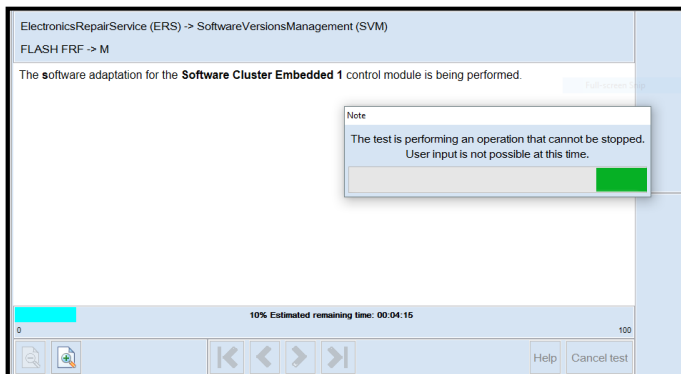 ElectronicsRepairService (ERS) -> SoftwareVersionsManagement (SVM)
FLASH FRF -> M
The software adaptation for the Software Cluster Embedded 1 control module is being performed.
Note
The test is performing an operation that cannot be stopped.
User input is not possible at this time.
10% Estimated remaining time: 00:04:15
0
100
Help
Cancel test